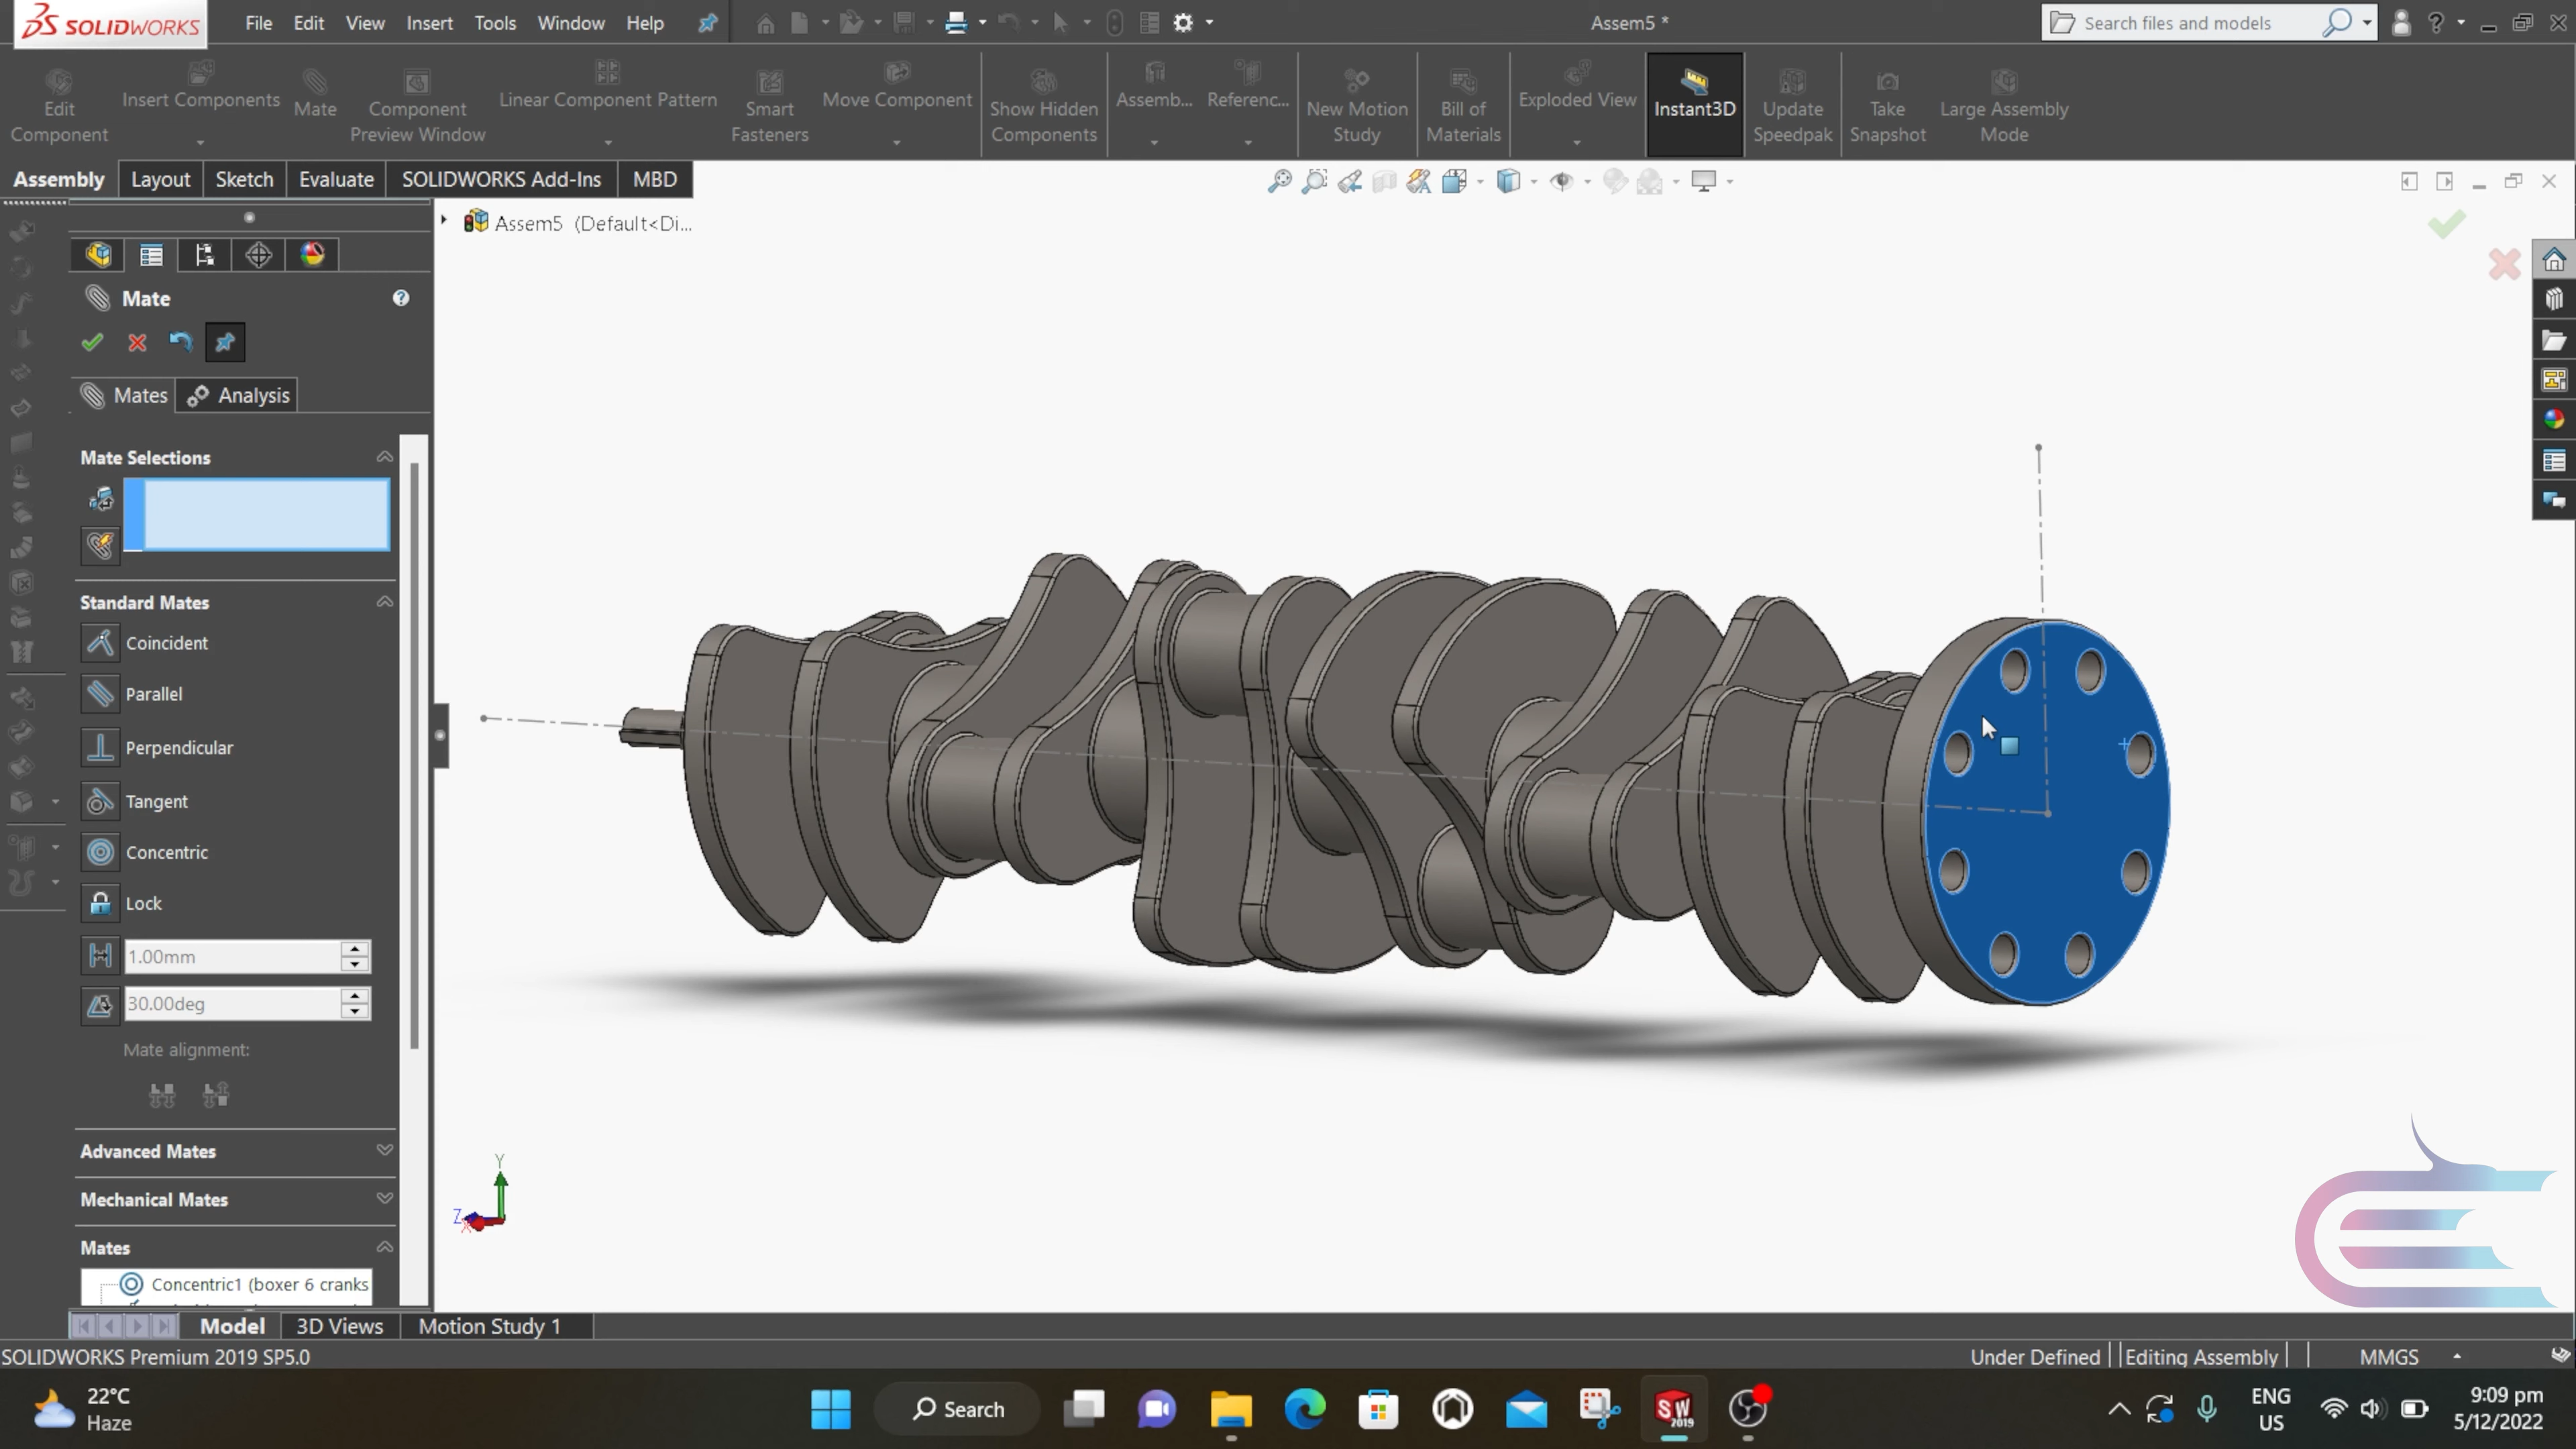 SOLIDWORKS File Edit View Insert Tools Window Help Assem5 * Search files and models
Edit Component
Insert Components
Mate
Component Preview Window
Linear Component Pattern
Smart Fasteners
Move Component
Show Hidden Components
Assemb...
Referenc...
New Motion Study
Bill of Materials
Exploded View
Instant3D
Update Speedpak
Take Snapshot
Large Assembly Mode
Assembly Layout Sketch Evaluate SOLIDWORKS Add-Ins MBD
Assem5 (Default<Di...
Mate
Mates Analysis
Mate Selections
Standard Mates
Coincident
Parallel
Perpendicular
Tangent
Concentric
Lock
1.00mm
30.00deg
Mate alignment:
Advanced Mates
Mechanical Mates
Mates
Concentric1 (boxer 6 cranks
Y
Z
X
Model 3D Views Motion Study 1
SOLIDWORKS Premium 2019 SP5.0 Under Defined Editing Assembly MMGS
22°C
Haze
Search
SW
2019
ENG
US
9:09 pm
5/12/2022